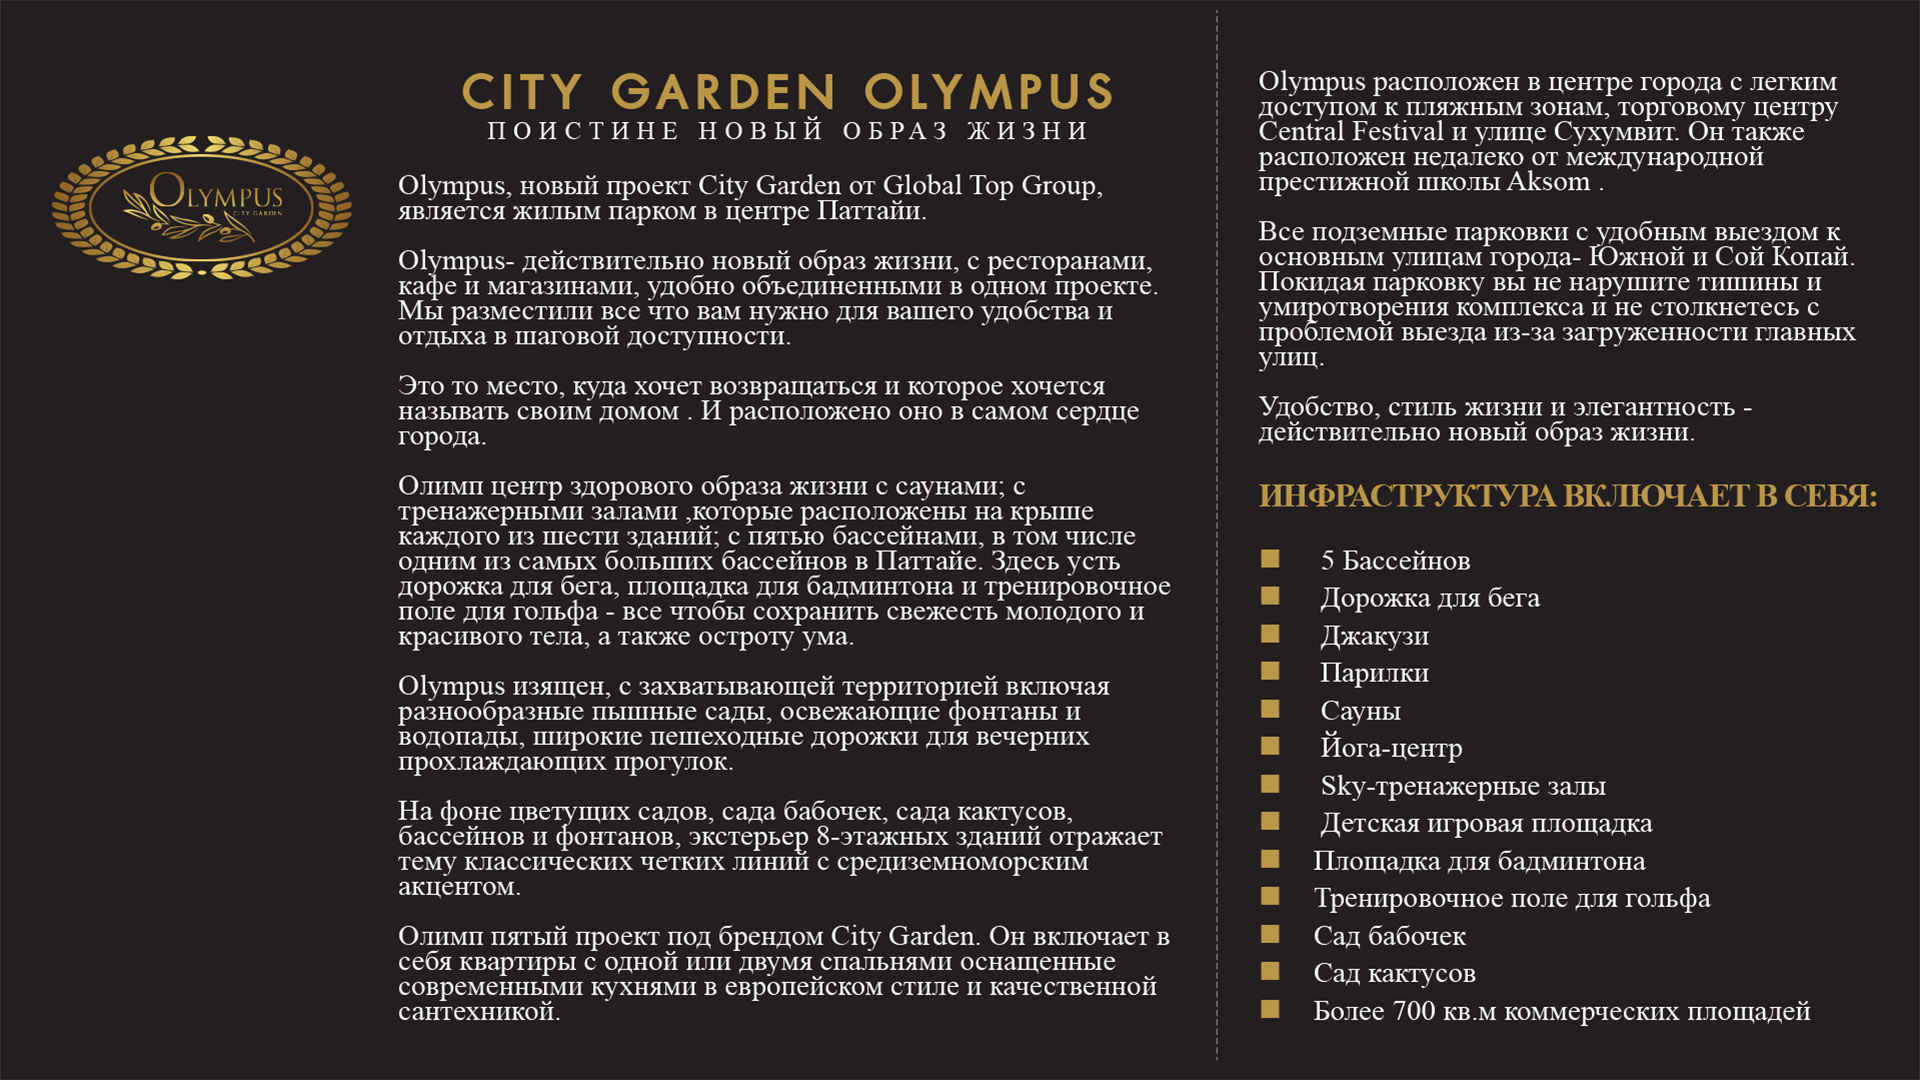 OLYMPUS
CITY GARDEN
CITY GARDEN OLYMPUS
ПОИСТИНЕ НОВЫЙ ОБРАЗ ЖИЗНИ
Olympus, новый проект City Garden от Global Top Group,
является жилым парком в центре Паттайи.
Olympus- действительно новый образ жизни, с ресторанами,
кафе и магазинами, удобно объединенными в одном проекте.
Мы разместили все что вам нужно для вашего удобства и
отдыха в шаговой доступности.
Это то место, куда хочет возвращаться и которое хочется
называть своим домом . И расположено оно в самом сердце
города.
Олимп центр здорового образа жизни с саунами; с
тренажерными залами ,которые расположены на крыше
каждого из шести зданий; с пятью бассейнами, в том числе
одним из самых больших бассейнов в Паттайе. Здесь усть
дорожка для бега, площадка для бадминтона и тренировочное
поле для гольфа - все чтобы сохранить свежесть молодого и
красивого тела, а также остроту ума.
Olympus изящен, с захватывающей территорией включая
разнообразные пышные сады, освежающие фонтаны и
водопады, широкие пешеходные дорожки для вечерних
прохлаждающих прогулок.
На фоне цветущих садов, сада бабочек, сада кактусов,
бассейнов и фонтанов, экстерьер 8-этажных зданий отражает
тему классических четких линий с средиземноморским
акцентом.
Олимп пятый проект под брендом City Garden. Он включает в
себя квартиры с одной или двумя спальнями оснащенные
современными кухнями в европейском стиле и качественной
сантехникой.
Olympus расположен в центре города с легким
доступом к пляжным зонам, торговому центру
Central Festival и улице Сухумвит. Он также
расположен недалеко от международной
престижной школы Aksom .
Все подземные парковки с удобным выездом к
основным улицам города- Южной и Сой Копай.
Покидая парковку вы не нарушите тишины и
умиротворения комплекса и не столкнетесь с
проблемой выезда из-за загруженности главных
улиц.
Удобство, стиль жизни и элегантность -
действительно новый образ жизни.
ИНФРАСТРУКТУРА ВКЛЮЧАЕТ В СЕБЯ:
5 Бассейнов
Дорожка для бега
Джакузи
Парилки
Сауны
Йога-центр
Sky-тренажерные залы
Детская игровая площадка
Площадка для бадминтона
Тренировочное поле для гольфа
Сад бабочек
Сад кактусов
Более 700 кв.м коммерческих площадей